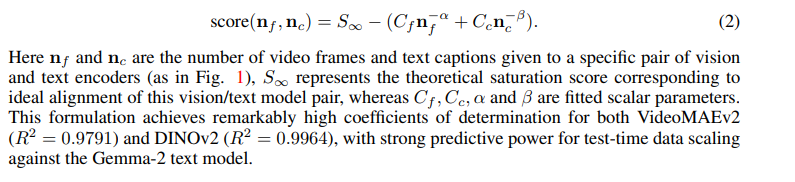 score(n_f, n_c) = S_∞ − (C_f n_f^{−α} + C_c n_c^{−β}). (2)
Here n_f and n_c are the number of video frames and text captions given to a specific pair of vision
and text encoders (as in Fig. 1), S_∞ represents the theoretical saturation score corresponding to
ideal alignment of this vision/text model pair, whereas C_f, C_c, α and β are fitted scalar parameters.
This formulation achieves remarkably high coefficients of determination for both VideoMAEv2
(R² = 0.9791) and DINOv2 (R² = 0.9964), with strong predictive power for test-time data scaling
against the Gemma-2 text model.